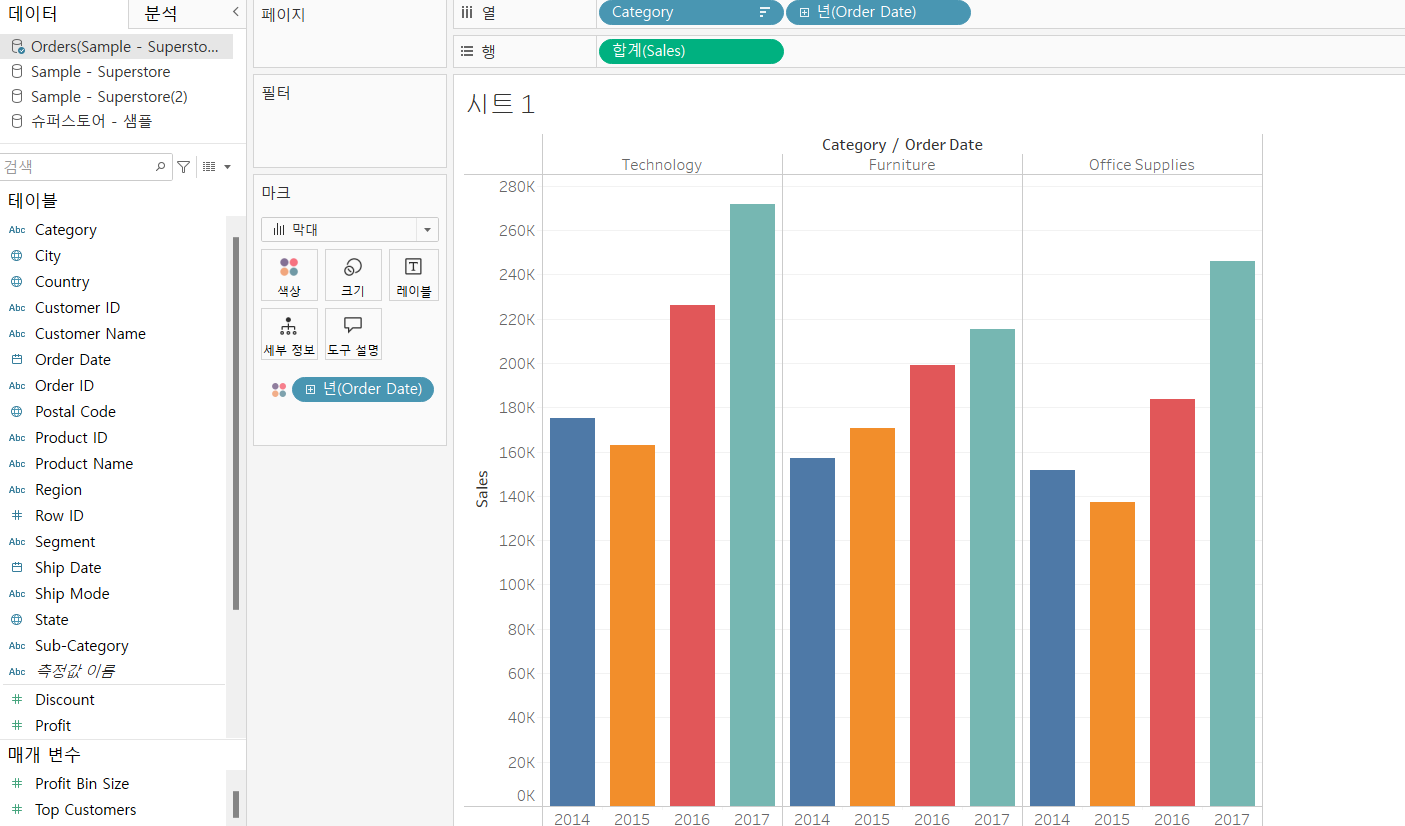 데이터
분석
Orders(Sample - Supersto...
Sample - Superstore
Sample - Superstore(2)
슈퍼스토어 - 샘플
검색
테이블
Abc Category
City
Country
Abc Customer ID
Abc Customer Name
Order Date
Abc Order ID
Postal Code
Abc Product ID
Abc Product Name
Abc Region
# Row ID
Abc Segment
Ship Date
Abc Ship Mode
State
Abc Sub-Category
Abc 측정값 이름
# Discount
# Profit
매개 변수
# Profit Bin Size
# Top Customers
페이지
필터
마크
막대
색상
크기
레이블
세부 정보
도구 설명
년(Order Date)
열
Category
년(Order Date)
행
합계(Sales)
시트 1
Category / Order Date
Technology
Furniture
Office Supplies
Sales
280K
260K
240K
220K
200K
180K
160K
140K
120K
100K
80K
60K
40K
20K
0K
2014 2015 2016 2017 2014 2015 2016 2017 2014 2015 2016 2017